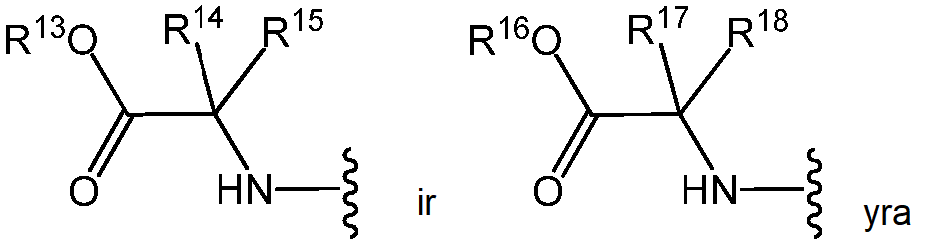 R¹³O R¹⁴ R¹⁵ R¹⁶O R¹⁷ R¹⁸
O HN ir O HN yra